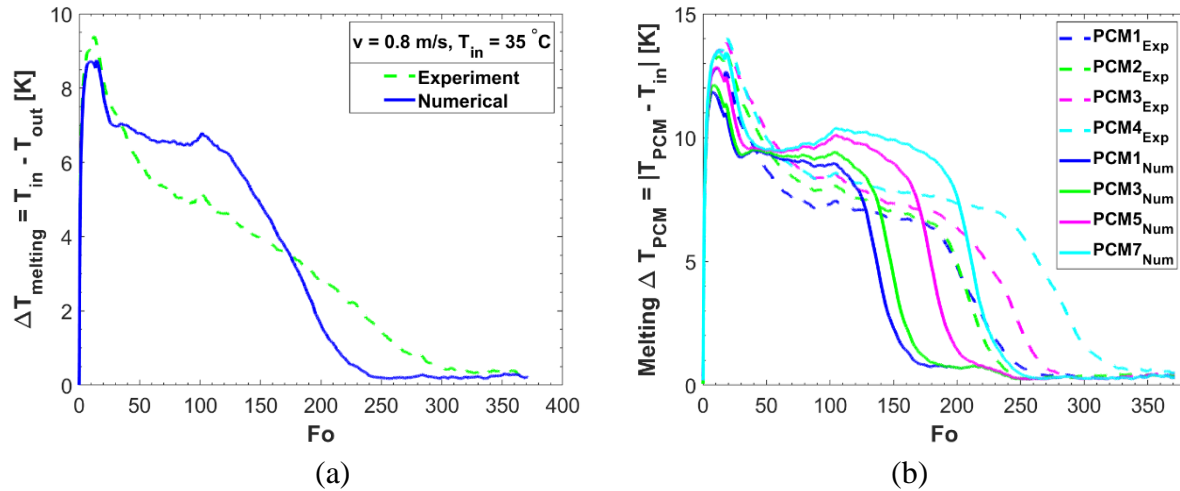 (a)
10
8
6
4
2
0
ΔT_melting = T_in - T_out [K]
v = 0.8 m/s, T_in = 35 °C
Experiment
Numerical
0 50 100 150 200 250 300 350 400
Fo
(a)
(b)
15
10
5
0
Melting Δ T_PCM = |T_PCM - T_in| [K]
PCM1_Exp
PCM2_Exp
PCM3_Exp
PCM4_Exp
PCM1_Num
PCM3_Num
PCM5_Num
PCM7_Num
0 50 100 150 200 250 300 350
Fo
(b)